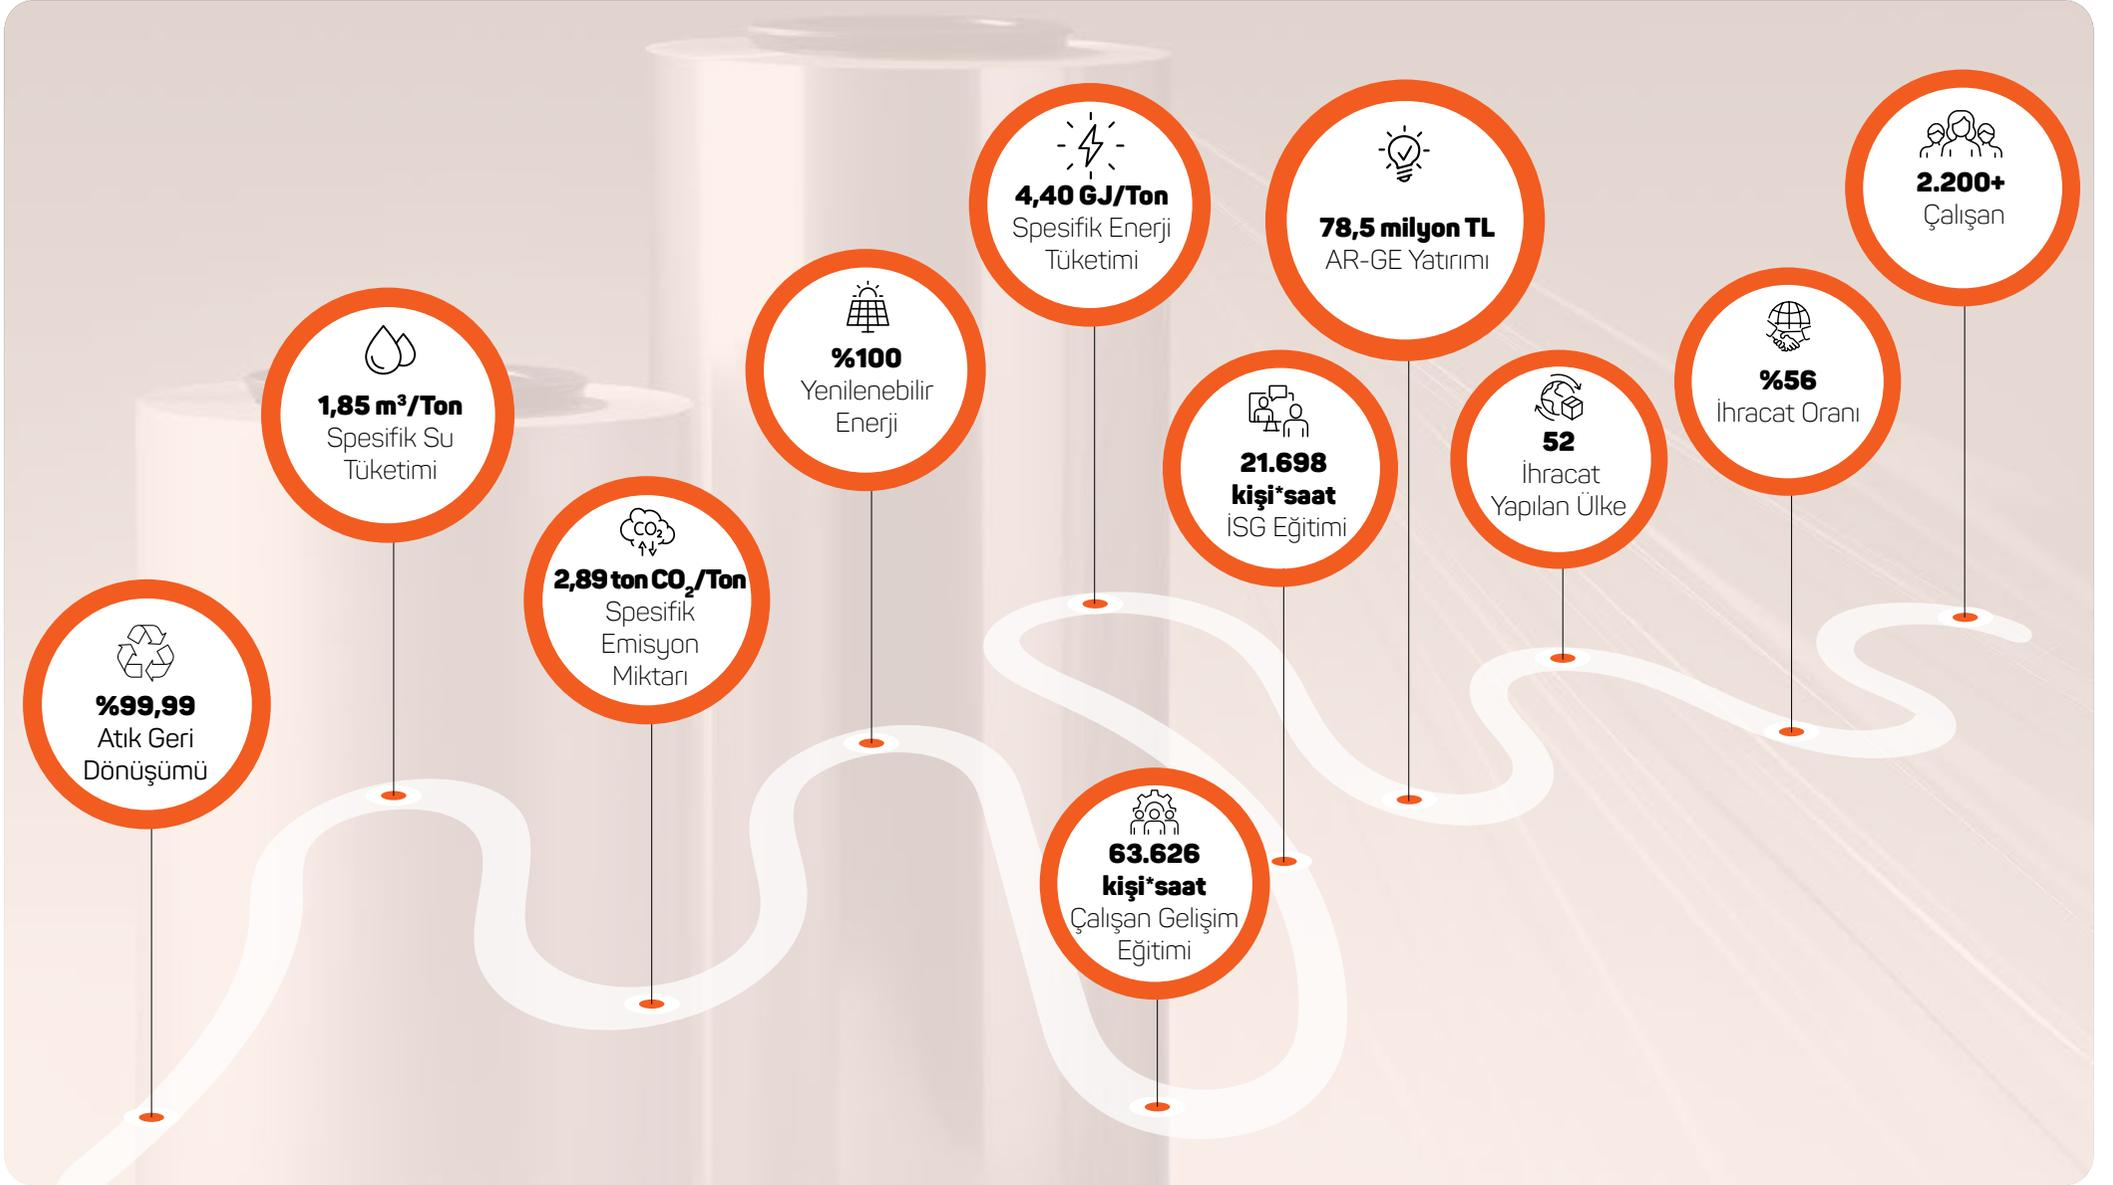 %99,99
Atık Geri
Dönüşümü
1,85 m³/Ton
Spesifik Su
Tüketimi
CO₂
2,89 ton CO₂/Ton
Spesifik
Emisyon
Miktarı
%100
Yenilenebilir
Enerji
4,40 GJ/Ton
Spesifik Enerji
Tüketimi
63.626
kişi*saat
Çalışan Gelişim
Eğitimi
21.698
kişi*saat
İSG Eğitimi
78,5 milyon TL
AR-GE Yatırımı
52
İhracat
Yapılan Ülke
%56
İhracat Oranı
2.200+
Çalışan